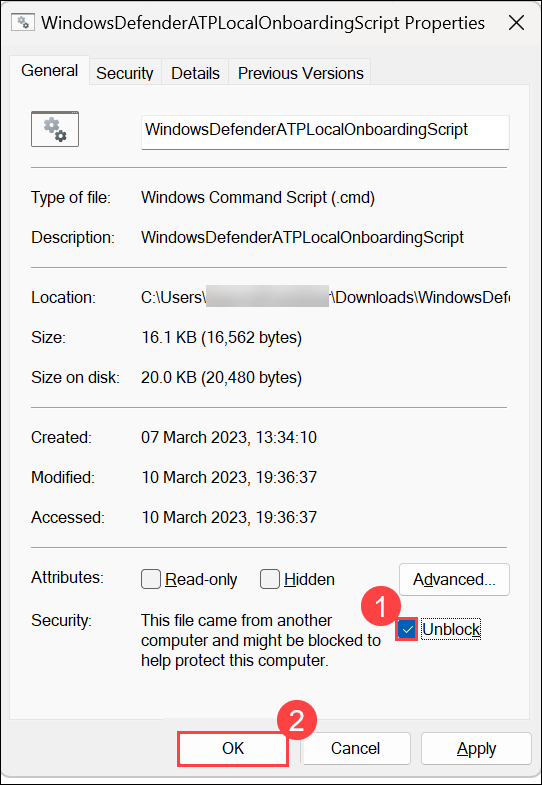 WindowsDefenderATPLocalOnboardingScript Properties
General Security Details Previous Versions
WindowsDefenderATPLocalOnboardingScript
Type of file: Windows Command Script (.cmd)
Description: WindowsDefenderATPLocalOnboardingScript
Location: C:\Users\ \Downloads\WindowsDefe
Size: 16.1 KB (16,562 bytes)
Size on disk: 20.0 KB (20,480 bytes)
Created: 07 March 2023, 13:34:10
Modified: 10 March 2023, 19:36:37
Accessed: 10 March 2023, 19:36:37
Attributes: Read-only Hidden Advanced...
1
Security: This file came from another
computer and might be blocked to Unblock
help protect this computer.
2
OK Cancel Apply